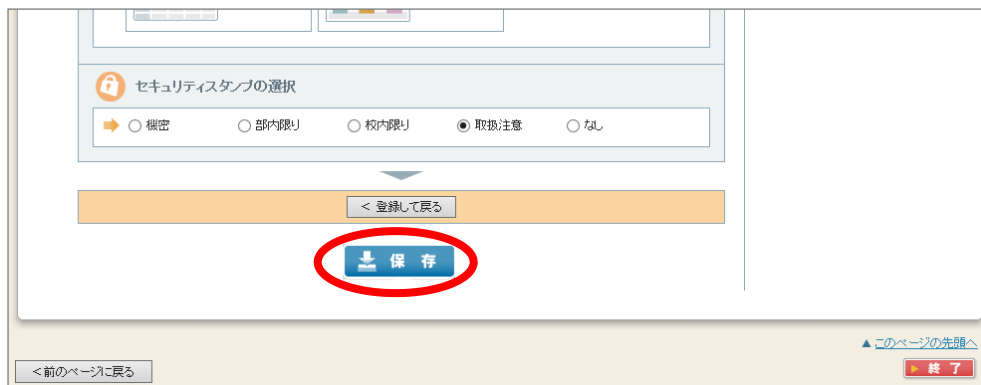 セキュリティスタンプの選択
機密 部内限り 校内限り 取扱注意 なし
< 登録して戻る
保存
▲ このページの先頭へ
<前のページに戻る
終了